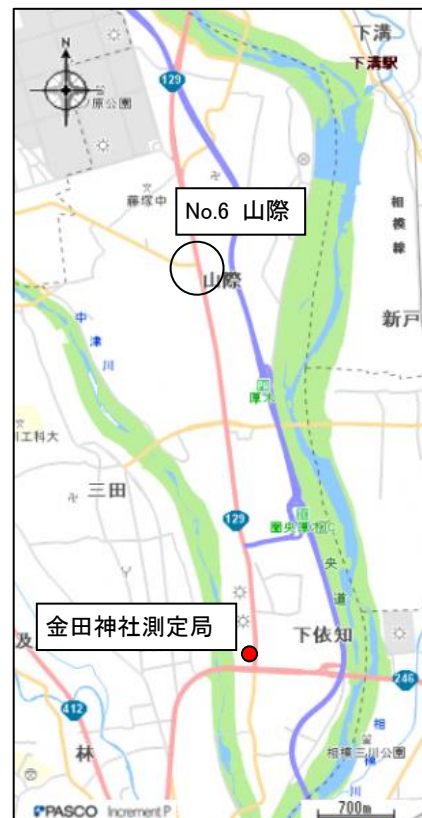 下溝
下溝駅
N
129
原公園
藤塚中
No.6 山際
相模線
山際
新戸
中津川
厚木
工科大
三田
129
圏央厚木
央道
金田神社測定局
下依知
及
246
412
林
相模三川公園
相模川
©PASCO Increment P
700m